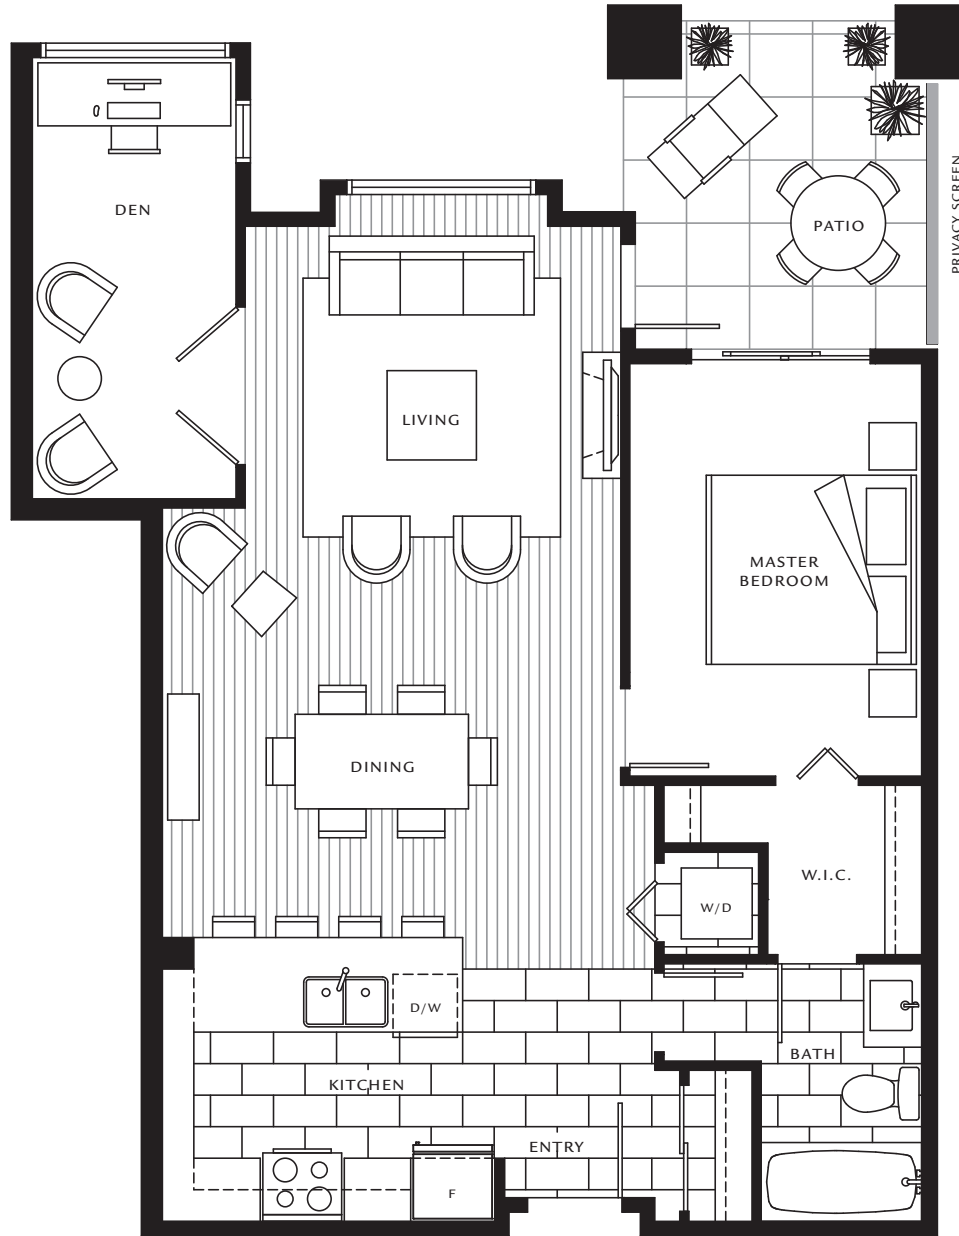 DEN
PATIO
PRIVACY SCREEN
LIVING
MASTER
BEDROOM
DINING
W.I.C.
W/D
D/W
BATH
KITCHEN
ENTRY
F